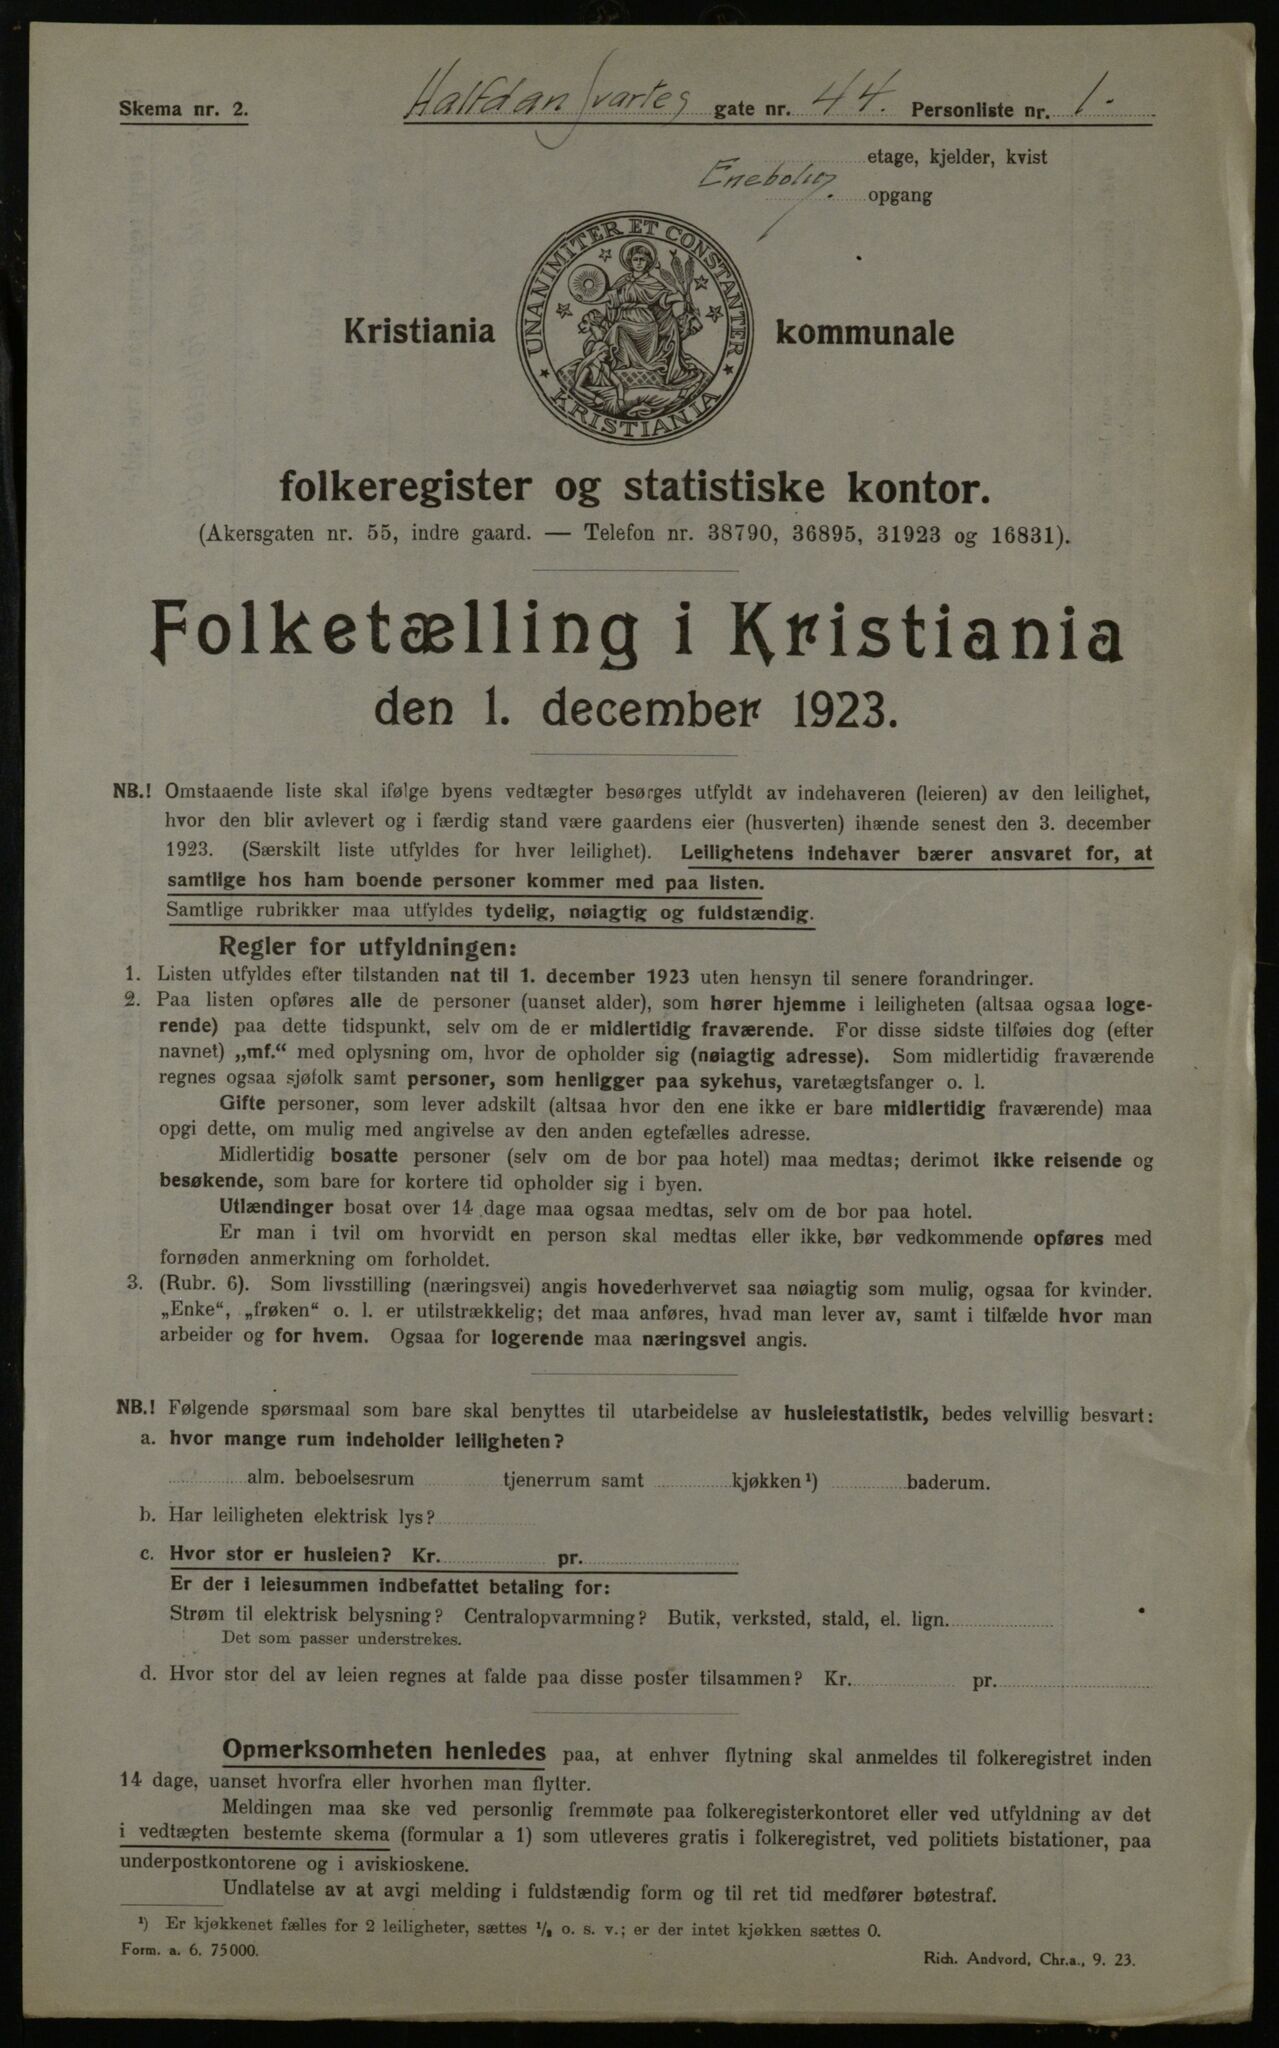 Skema nr. 2.
Halfdan Svartes gate nr. 44. Personliste nr. 1.
etage, kjelder, kvist
Enebolig.
opgang
UNANIMITER ET CONSTANTER
KRISTIANIA
Kristiania kommunale
folkeregister og statistiske kontor.
(Akersgaten nr. 55, indre gaard. — Telefon nr. 38790, 36895, 31923 og 16831).
Folketælling i Kristiania
den 1. december 1923.
NB.! Omstaaende liste skal ifølge byens vedtægter besørges utfyldt av indehaveren (leieren) av den leilighet,
hvor den blir avlevert og i færdig stand være gaardens eier (husverten) ihænde senest den 3. december
1923. (Særskilt liste utfyldes for hver leilighet). Leilighetens indehaver bærer ansvaret for, at
samtlige hos ham boende personer kommer med paa listen.
Samtlige rubrikker maa utfyldes tydelig, nøiagtig og fuldstændig.
Regler for utfyldningen:
1. Listen utfyldes efter tilstanden nat til 1. december 1923 uten hensyn til senere forandringer.
2. Paa listen opføres alle de personer (uanset alder), som hører hjemme i leiligheten (altsaa ogsaa loge-
rende) paa dette tidspunkt, selv om de er midlertidig fraværende. For disse sidste tilføies dog (efter
navnet) „mf.“ med oplysning om, hvor de opholder sig (nøiagtig adresse). Som midlertidig fraværende
regnes ogsaa sjøfolk samt personer, som henligger paa sykehus, varetægtsfanger o. l.
Gifte personer, som lever adskilt (altsaa hvor den ene ikke er bare midlertidig fraværende) maa
opgi dette, om mulig med angivelse av den anden egtefælles adresse.
Midlertidig bosatte personer (selv om de bor paa hotel) maa medtas; derimot ikke reisende og
besøkende, som bare for kortere tid opholder sig i byen.
Utlændinger bosat over 14 dage maa ogsaa medtas, selv om de bor paa hotel.
Er man i tvil om hvorvidt en person skal medtas eller ikke, bør vedkommende opføres med
fornøden anmerkning om forholdet.
3. (Rubr. 6). Som livsstilling (næringsvei) angis hovederhvervet saa nøiagtig som mulig, ogsaa for kvinder.
„Enke“, „frøken“ o. l. er utilstrækkelig; det maa anføres, hvad man lever av, samt i tilfælde hvor man
arbeider og for hvem. Ogsaa for logerende maa næringsvei angis.
NB.! Følgende spørsmaal som bare skal benyttes til utarbeidelse av husleiestatistik, bedes velvillig besvart:
a. hvor mange rum indeholder leiligheten?
alm. beboelsesrum tjenerrum samt kjøkken ¹) baderum.
b. Har leiligheten elektrisk lys?
c. Hvor stor er husleien? Kr. pr.
Er der i leiesummen indbefattet betaling for:
Strøm til elektrisk belysning? Centralopvarmning? Butik, verksted, stald, el. lign.
Det som passer understrekes.
d. Hvor stor del av leien regnes at falde paa disse poster tilsammen? Kr. pr.
Opmerksomheten henledes paa, at enhver flytning skal anmeldes til folkeregistret inden
14 dage, uanset hvorfra eller hvorhen man flytter.
Meldingen maa ske ved personlig fremmøte paa folkeregisterkontoret eller ved utfyldning av det
i vedtægten bestemte skema (formular a 1) som utleveres gratis i folkeregistret, ved politiets bistationer, paa
underpostkontorene og i aviskioskene.
Undlatelse av at avgi melding i fuldstændig form og til ret tid medfører bøtestraf.
¹) Er kjøkkenet fælles for 2 leiligheter, sættes ½ o. s. v.; er der intet kjøkken sættes 0.
Form. a. 6. 75000.
Rich. Andvord, Chr.a., 9. 23.